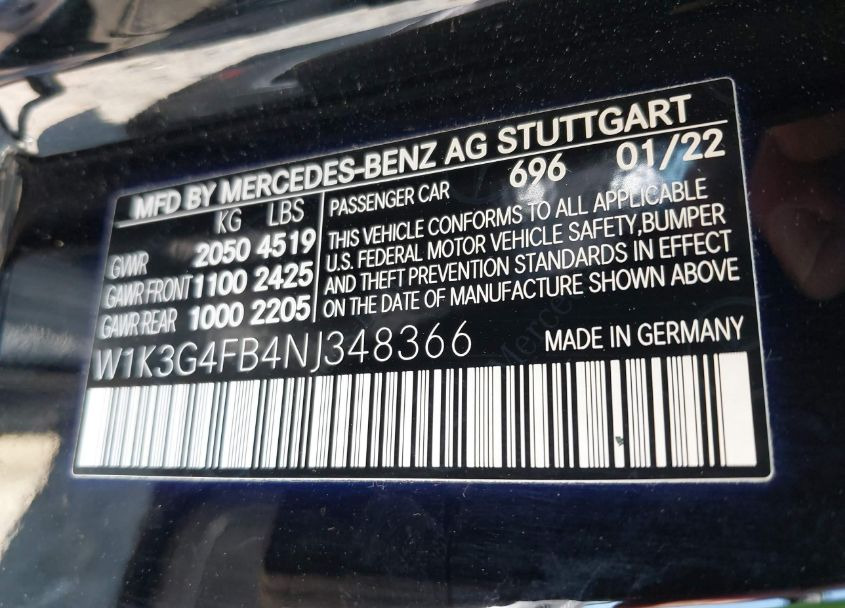 MFD BY MERCEDES-BENZ AG STUTTGART
KG LBS
GVWR 2050 4519
GAWR FRONT 1100 2425
GAWR REAR 1000 2205
PASSENGER CAR 696 01/22
THIS VEHICLE CONFORMS TO ALL APPLICABLE
U.S. FEDERAL MOTOR VEHICLE SAFETY,BUMPER
AND THEFT PREVENTION STANDARDS IN EFFECT
ON THE DATE OF MANUFACTURE SHOWN ABOVE
W1K3G4FB4NJ348366
MADE IN GERMANY